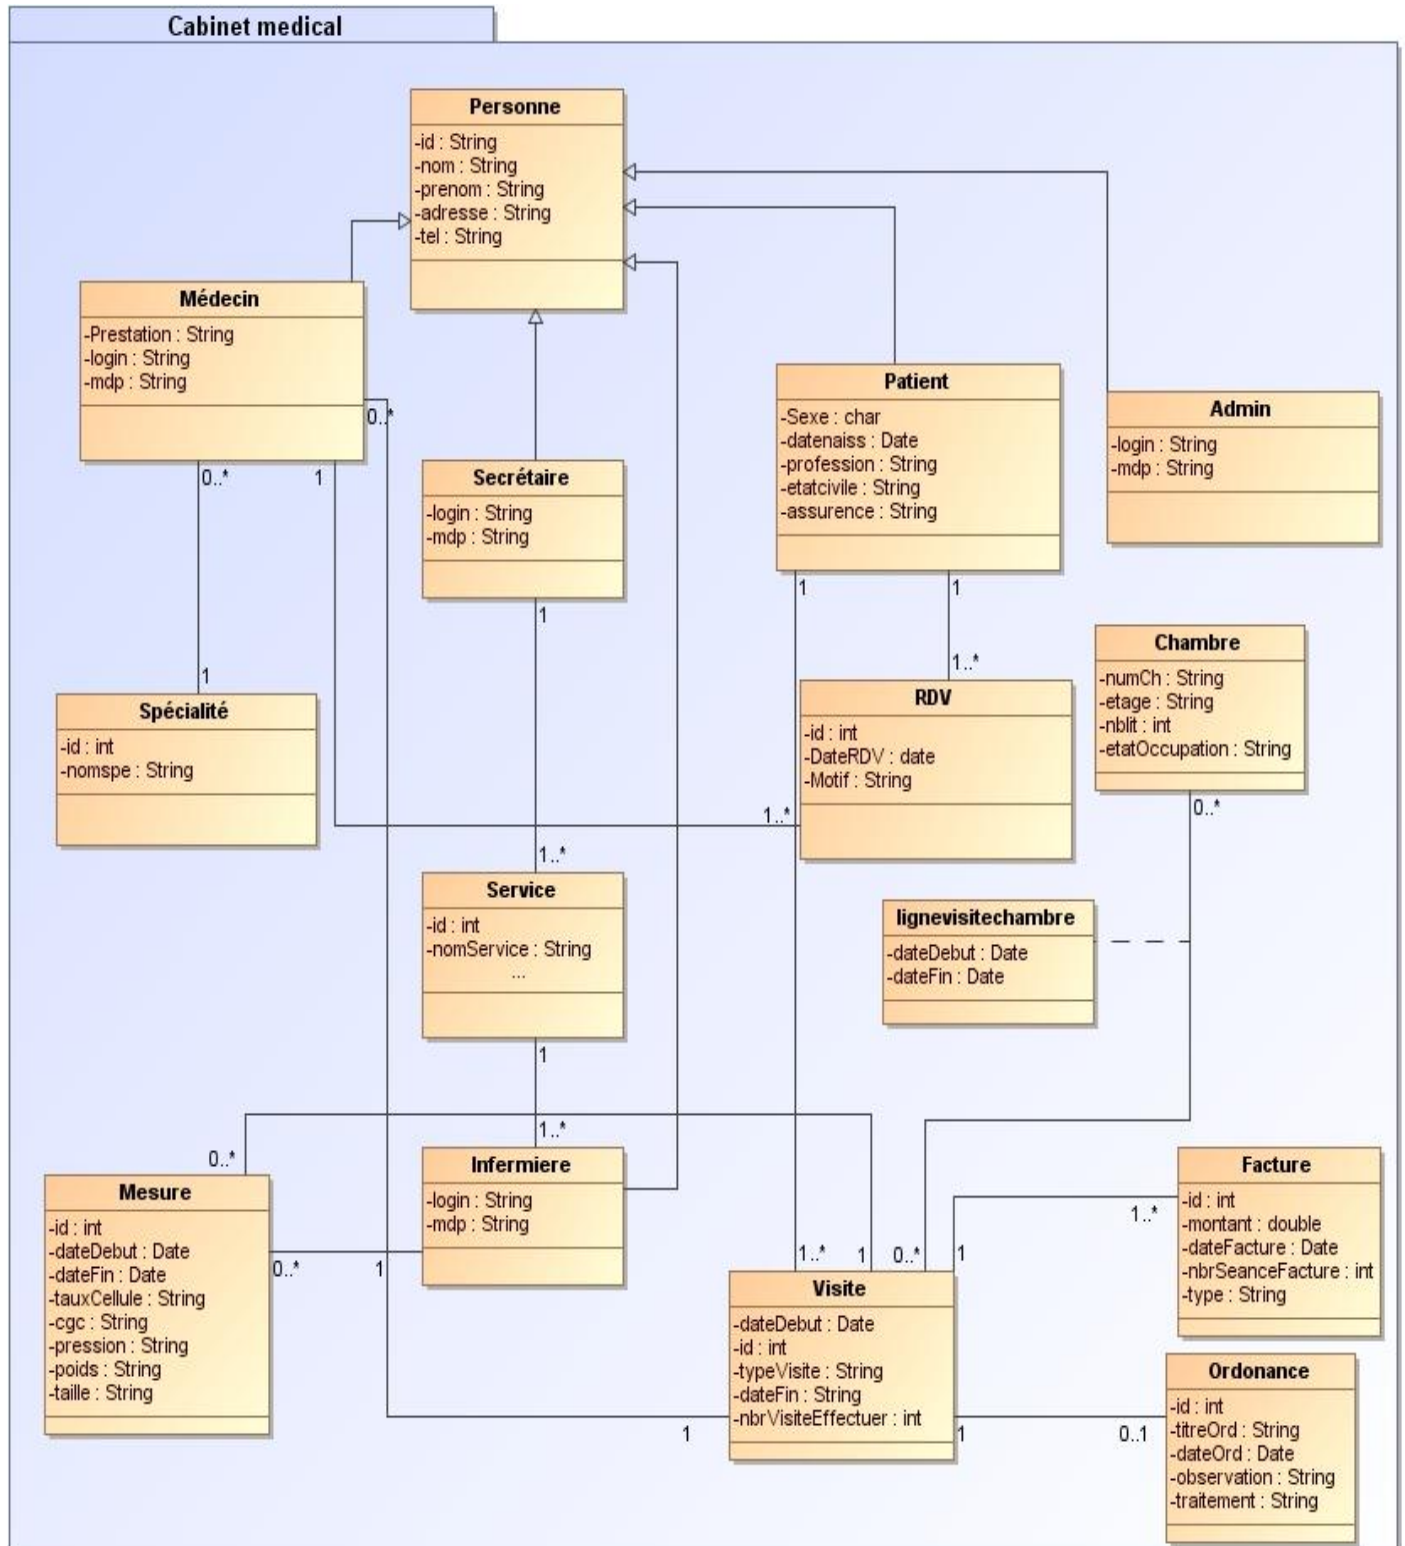 Cabinet medical
Personne
-id : String
-nom : String
-prenom : String
-adresse : String
-tel : String
Médecin
-Prestation : String
-login : String
-mdp : String
0..*
0..*
1
Secrétaire
-login : String
-mdp : String
1
Patient
-Sexe : char
-datenaiss : Date
-profession : String
-etatcivile : String
-assurence : String
1
1
Admin
-login : String
-mdp : String
1
Spécialité
-id : int
-nomspe : String
1..*
RDV
-id : int
-DateRDV : date
-Motif : String
1..*
Chambre
-numCh : String
-etage : String
-nblit : int
-etatOccupation : String
0..*
1..*
Service
-id : int
-nomService : String
...
1
lignevisitechambre
-dateDebut : Date
-dateFin : Date
0..*
Mesure
-id : int
-dateDebut : Date
-dateFin : Date
-tauxCellule : String
-cgc : String
-pression : String
-poids : String
-taille : String
0..*
1
1..*
Infermiere
-login : String
-mdp : String
1..*
1
0..*
1
Visite
-dateDebut : Date
-id : int
-typeVisite : String
-dateFin : String
-nbrVisiteEffectuer : int
1
1
1..*
Facture
-id : int
-montant : double
-dateFacture : Date
-nbrSeanceFacture : int
-type : String
0..1
Ordonance
-id : int
-titreOrd : String
-dateOrd : Date
-observation : String
-traitement : String